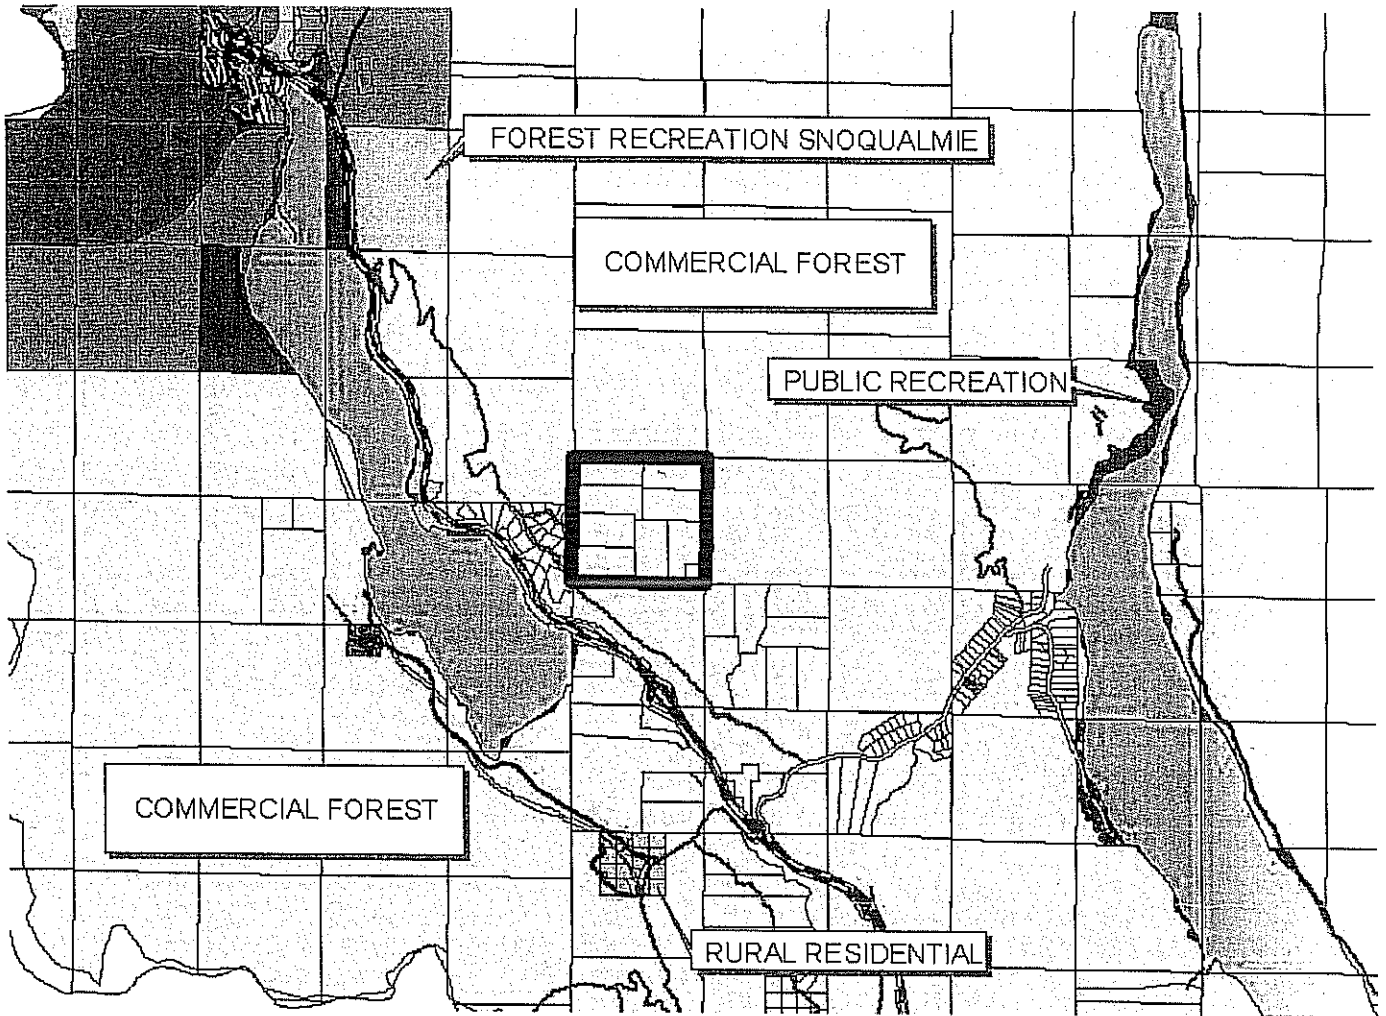 FOREST RECREATION SNOQUALMIE
COMMERCIAL FOREST
PUBLIC RECREATION
COMMERCIAL FOREST
RURAL RESIDENTIAL